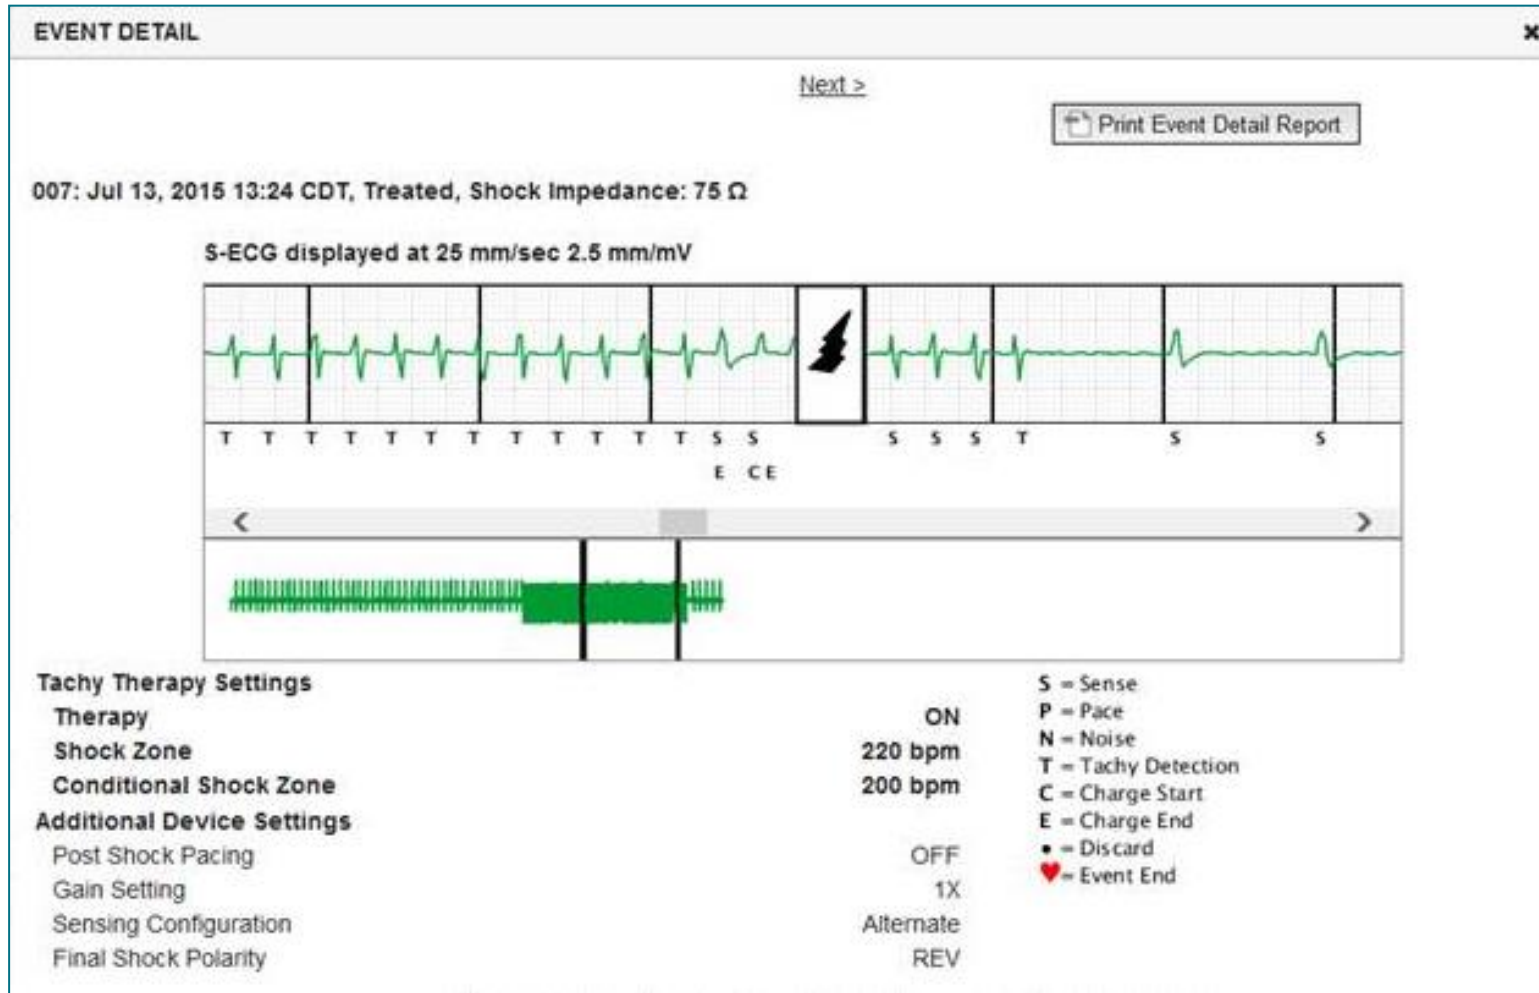 EVENT DETAIL ×
Next >
Print Event Detail Report
007: Jul 13, 2015 13:24 CDT, Treated, Shock Impedance: 75 Ω
S-ECG displayed at 25 mm/sec 2.5 mm/mV
T T T T T T T T T T T T S S S S S T S S
E C E
< >
Tachy Therapy Settings
Therapy ON
Shock Zone 220 bpm
Conditional Shock Zone 200 bpm
Additional Device Settings
Post Shock Pacing OFF
Gain Setting 1X
Sensing Configuration Alternate
Final Shock Polarity REV
S = Sense
P = Pace
N = Noise
T = Tachy Detection
C = Charge Start
E = Charge End
• = Discard
♥ = Event End